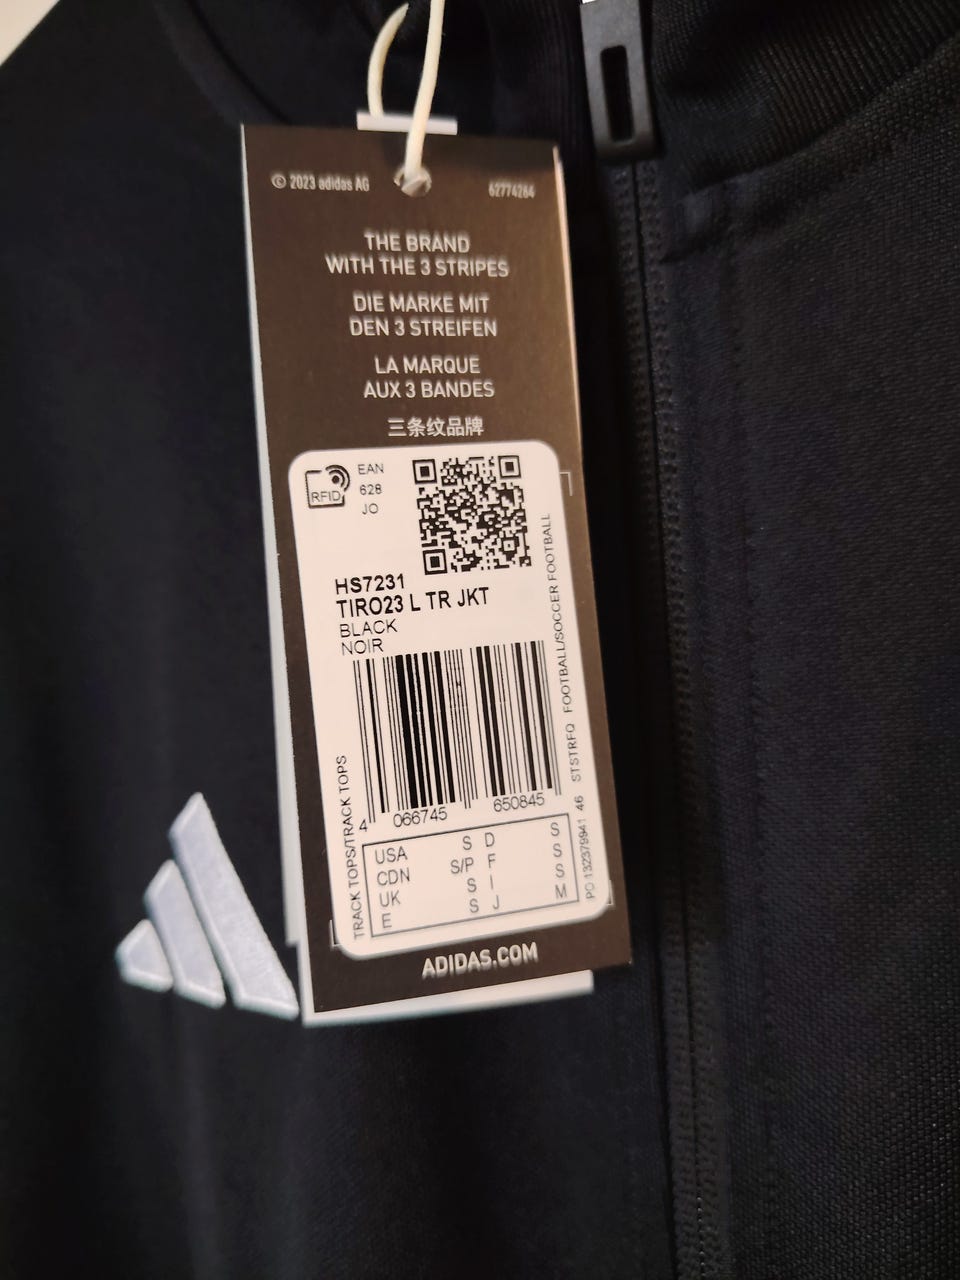 © 2023 adidas AG
62774284
THE BRAND
WITH THE 3 STRIPES
DIE MARKE MIT
DEN 3 STREIFEN
LA MARQUE
AUX 3 BANDES
三条纹品牌
RFID
EAN
628
JO
HS7231
TIRO23 L TR JKT
BLACK
NOIR
TRACK TOPS/TRACK TOPS
STSTRFQ FOOTBALL/SOCCER FOOTBALL
4 066745 650845
PO 132379941 46
USA S D S
CDN S/P F S
UK S I S
E S J M
ADIDAS.COM